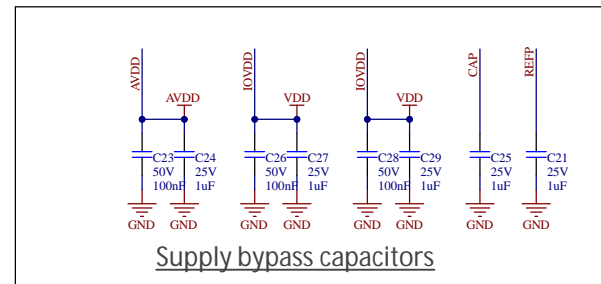 AVDD IOVDD IOVDD CAP REFP
AVDD VDD VDD
C23 C24 C26 C27 C28 C29 C25 C21
50V 25V 50V 25V 50V 25V 25V 25V
100nF 1uF 100nF 1uF 100nF 1uF 1uF 1uF
GND GND GND GND GND GND GND GND
Supply bypass capacitors